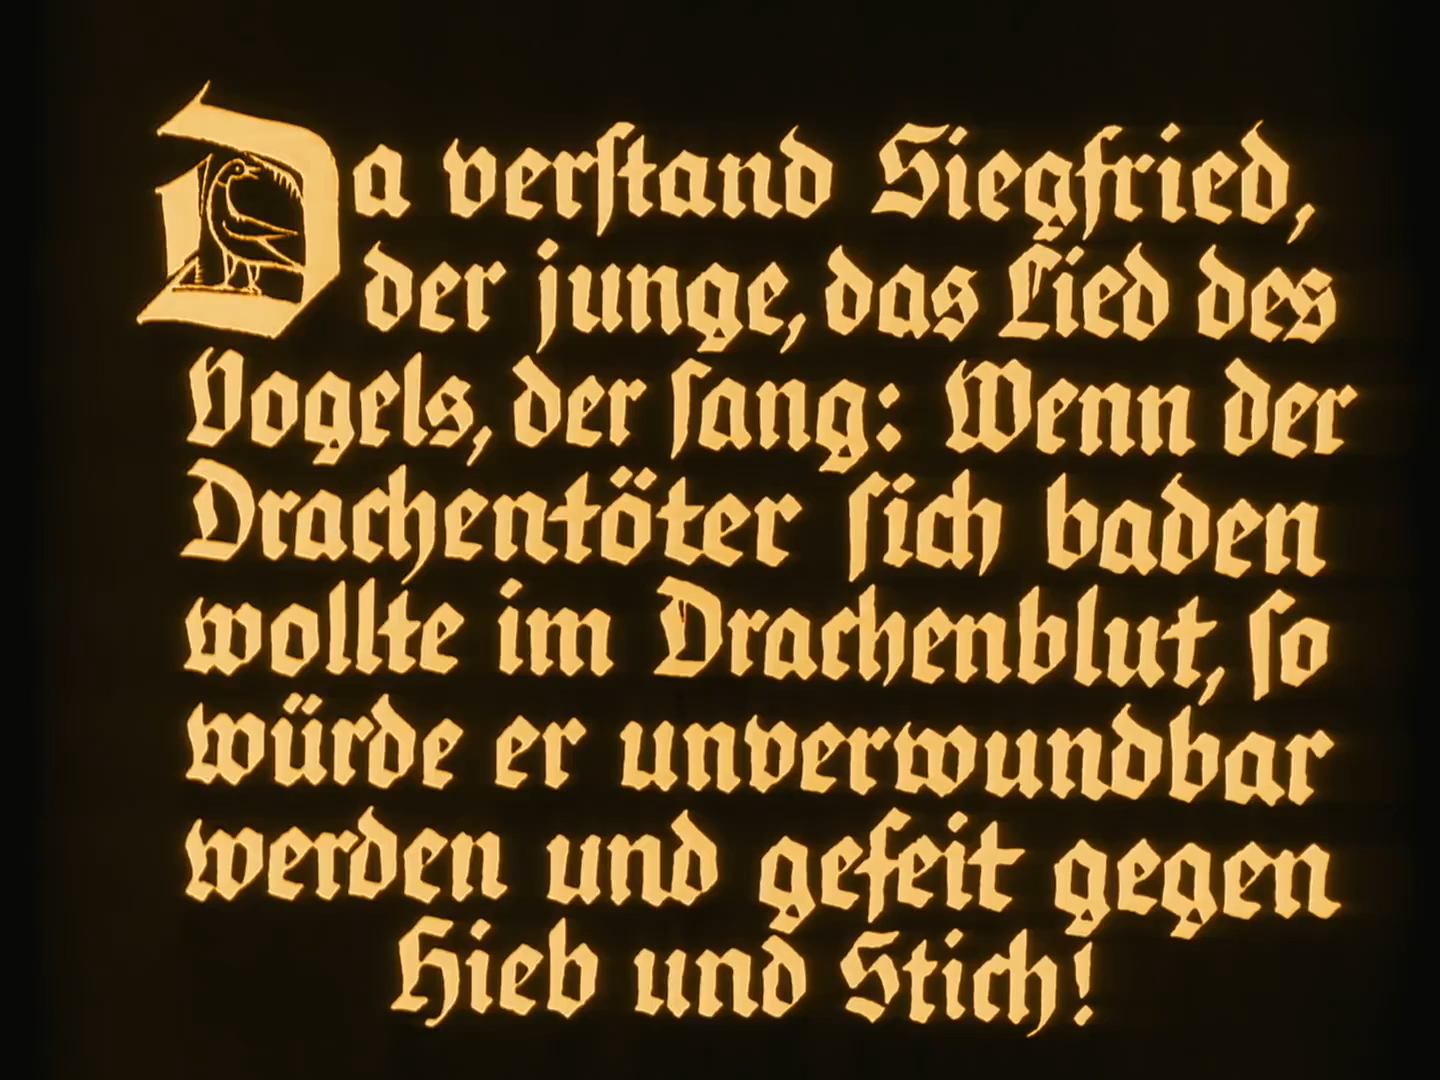 Da verſtand Siegfried,
der junge, das Lied des
Vogels, der ſang: Wenn der
Drachentöter ſich baden
wollte im Drachenblut, ſo
würde er unverwundbar
werden und gefeit gegen
Hieb und Stich!